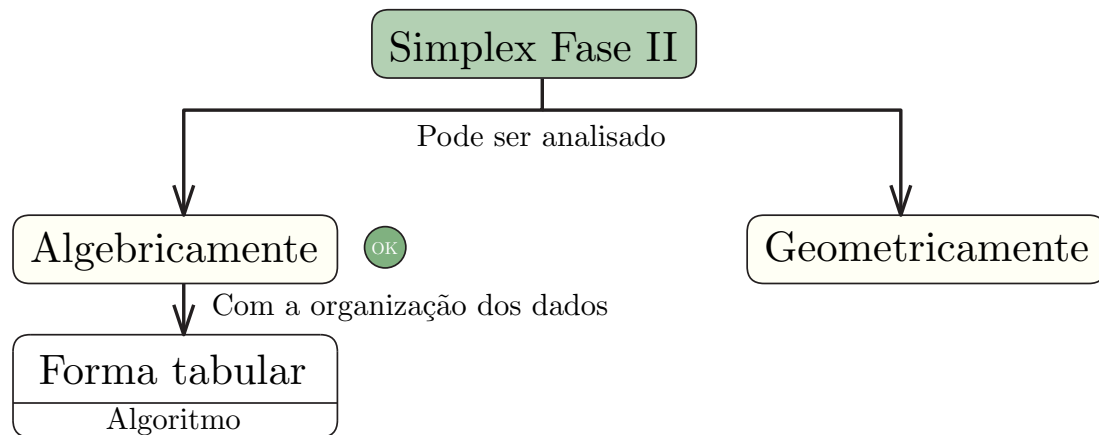 Simplex Fase II
Pode ser analisado
Algebricamente
OK
Geometricamente
Com a organização dos dados
Forma tabular
Algoritmo